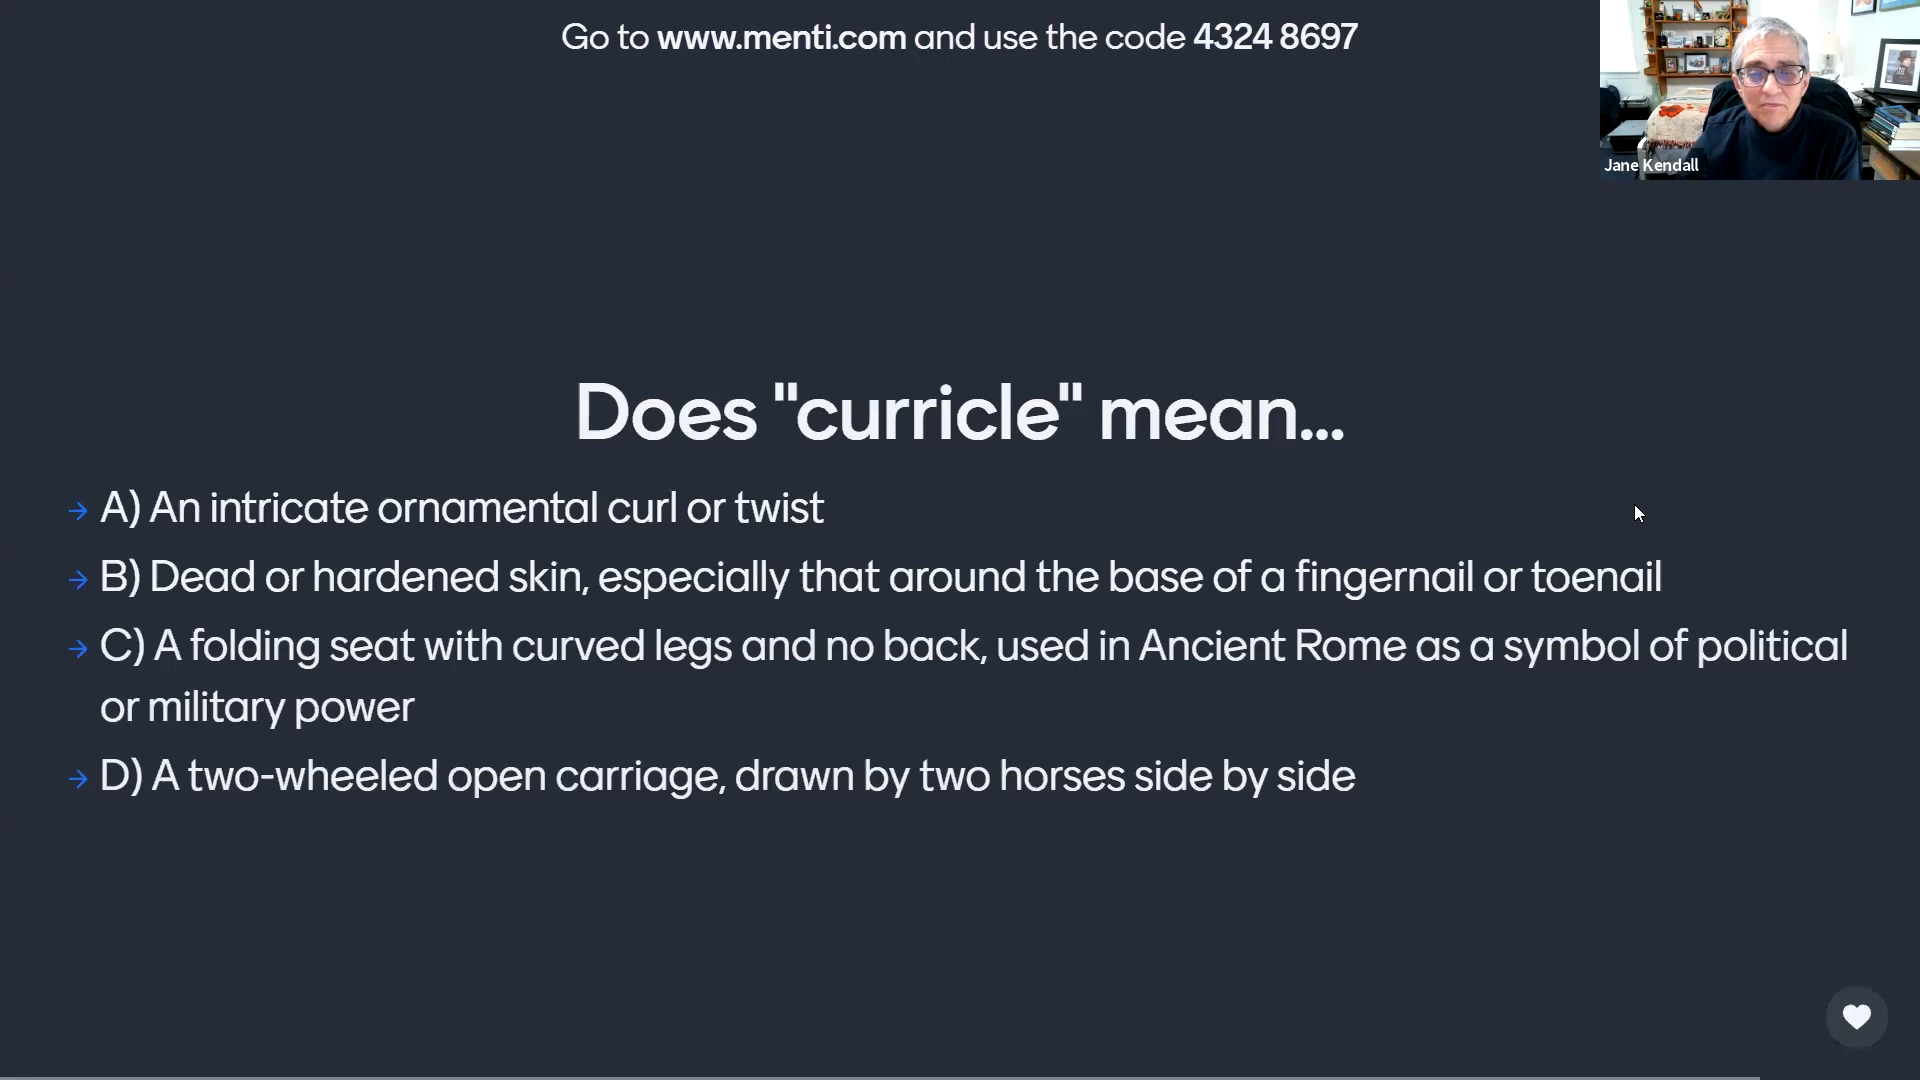 Go to www.menti.com and use the code 4324 8697
Jane Kendall
Does "curricle" mean...
→ A) An intricate ornamental curl or twist
→ B) Dead or hardened skin, especially that around the base of a fingernail or toenail
→ C) A folding seat with curved legs and no back, used in Ancient Rome as a symbol of political
or military power
→ D) A two-wheeled open carriage, drawn by two horses side by side